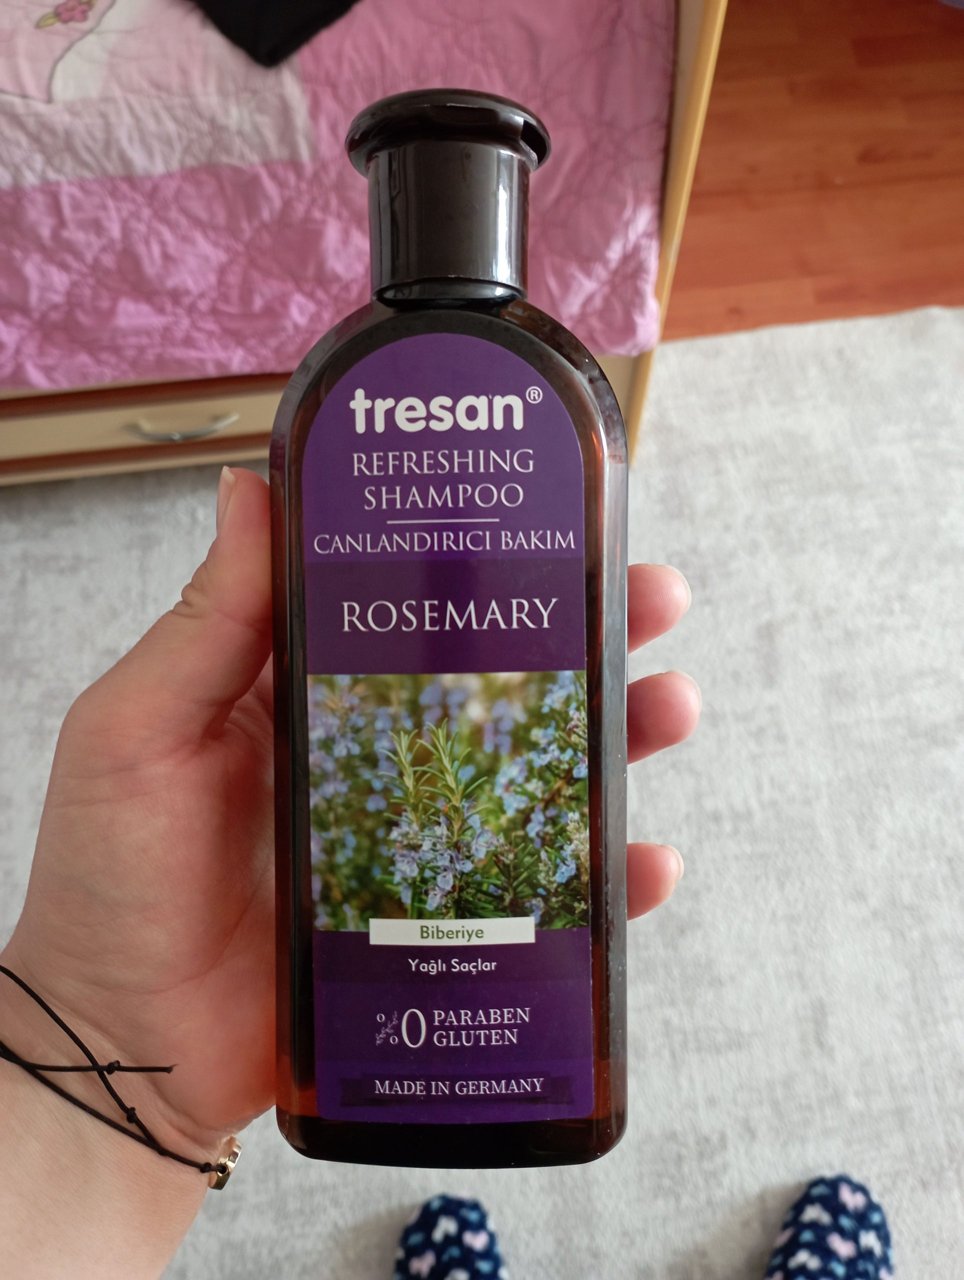 tresan®
REFRESHING
SHAMPOO
CANLANDIRICI BAKIM
ROSEMARY
Biberiye
Yağlı Saçlar
%0 PARABEN
GLUTEN
MADE IN GERMANY